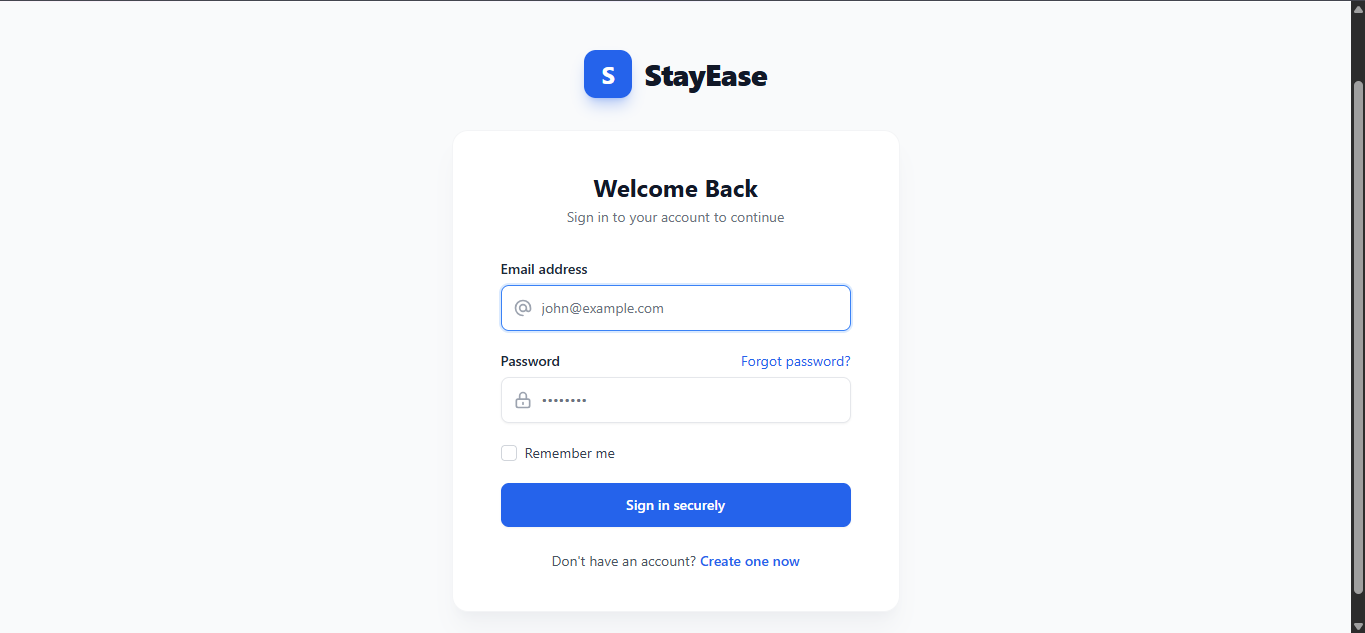 S StayEase
Welcome Back
Sign in to your account to continue
Email address
john@example.com
Password Forgot password?
••••••••
Remember me
Sign in securely
Don't have an account? Create one now